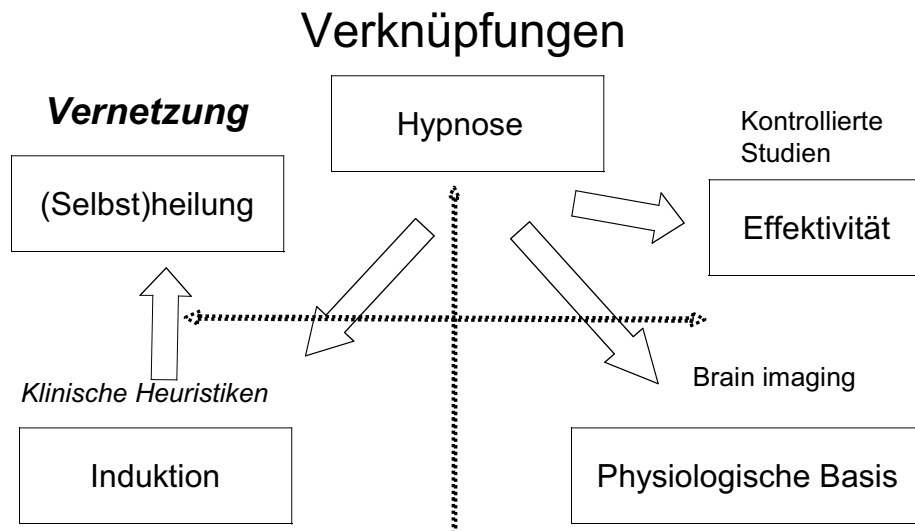 Verknüpfungen
Vernetzung
Hypnose
Kontrollierte
Studien
(Selbst)heilung
Effektivität
Klinische Heuristiken
Brain imaging
Induktion
Physiologische Basis